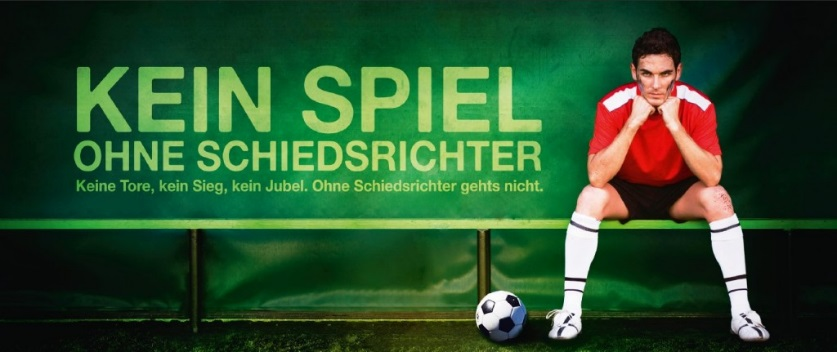 KEIN SPIEL
OHNE SCHIEDSRICHTER
Keine Tore, kein Sieg, kein Jubel. Ohne Schiedsrichter gehts nicht.